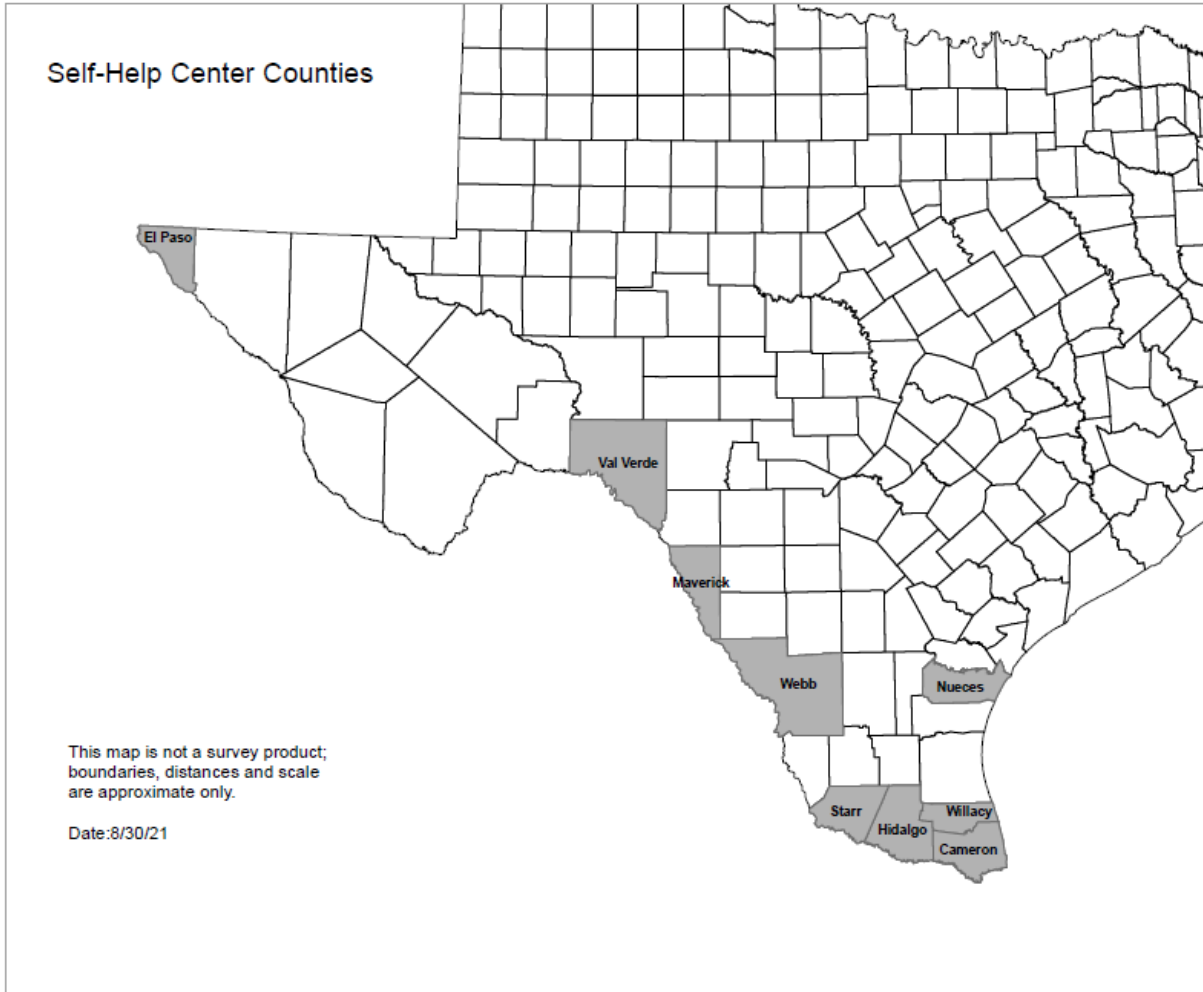 Self-Help Center Counties
El Paso
Val Verde
Maverick
Webb
Nueces
Starr
Willacy
Hidalgo
Cameron
This map is not a survey product;
boundaries, distances and scale
are approximate only.
Date:8/30/21